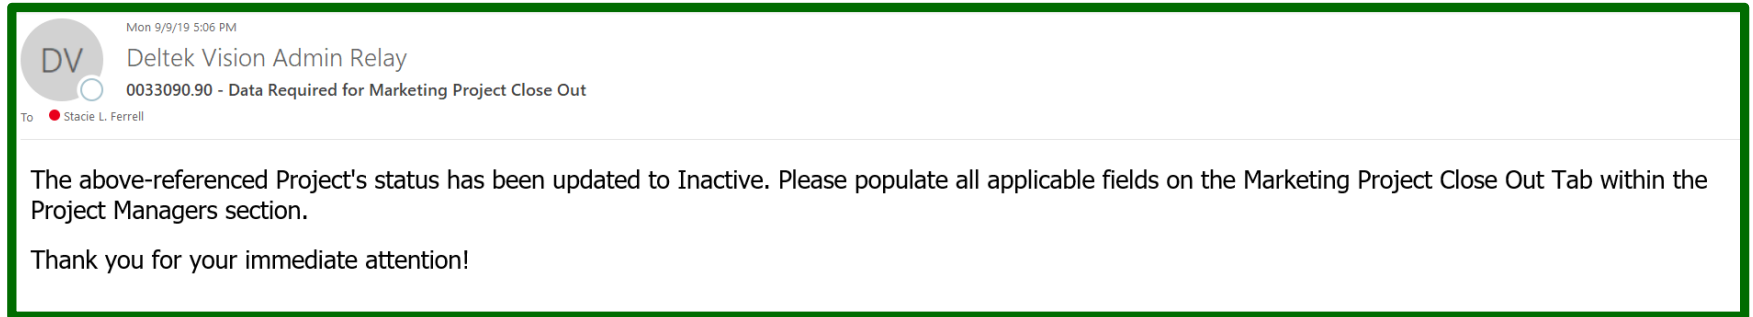 Mon 9/9/19 5:06 PM
DV
Deltek Vision Admin Relay
0033090.90 - Data Required for Marketing Project Close Out
To Stacie L. Ferrell
The above-referenced Project's status has been updated to Inactive. Please populate all applicable fields on the Marketing Project Close Out Tab within the
Project Managers section.
Thank you for your immediate attention!